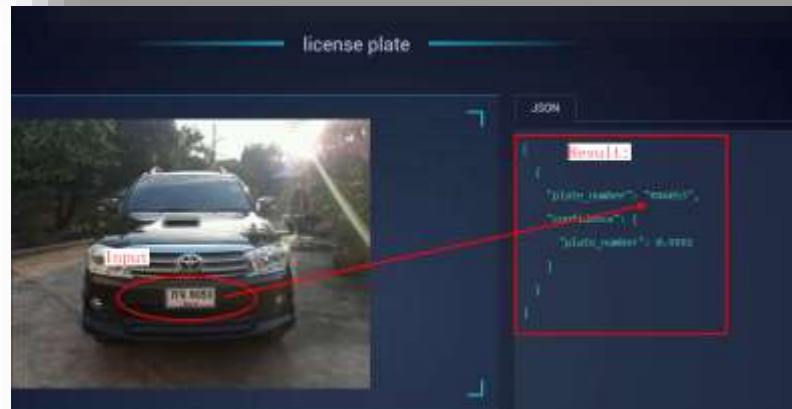 license plate
JSON
Result:
[
{
"plate_number":
"confidence": {
"plate_number":
}
}
]
Input